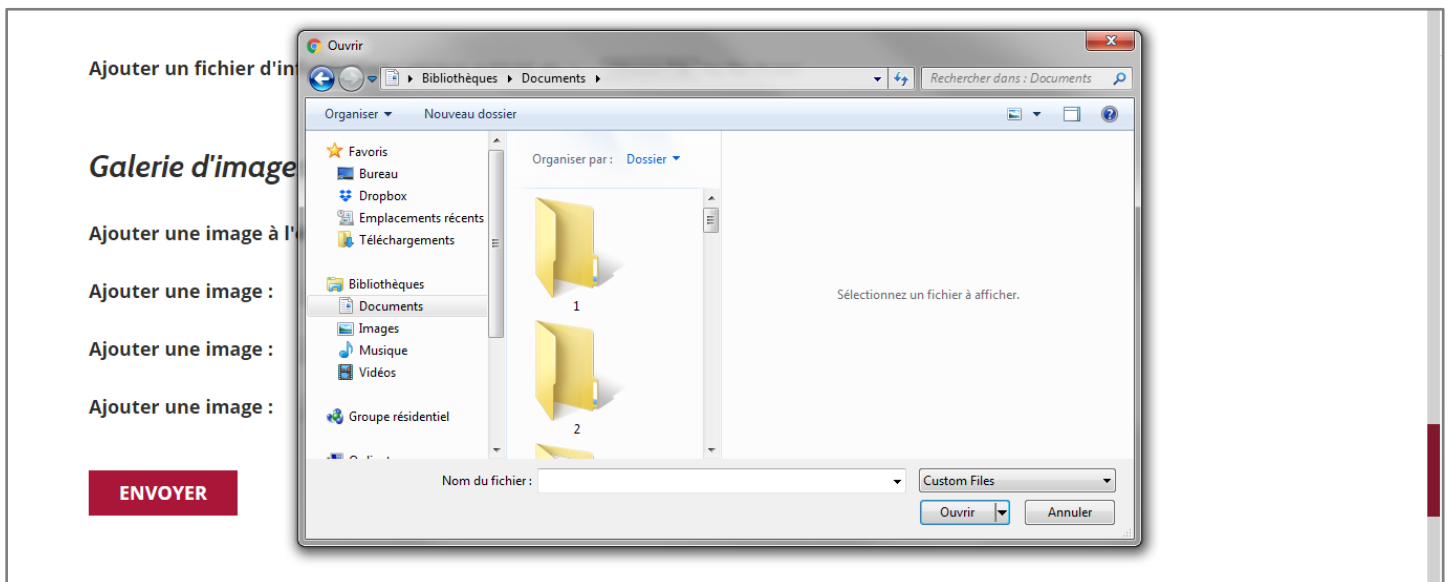 Ouvrir
Ajouter un fichier
Bibliothèques Documents
Rechercher dans : Documents
Organiser Nouveau dossier
Galerie d'image
Favoris
Bureau
Dropbox
Emplacements récents
Téléchargements
Bibliothèques
Documents
Images
Musique
Vidéos
Groupe résidentiel
Organiser par : Dossier
1
2
Sélectionnez un fichier à afficher.
Ajouter une image à
Ajouter une image :
Ajouter une image :
Ajouter une image :
Nom du fichier : Custom Files
Ouvrir Annuler
ENVOYER